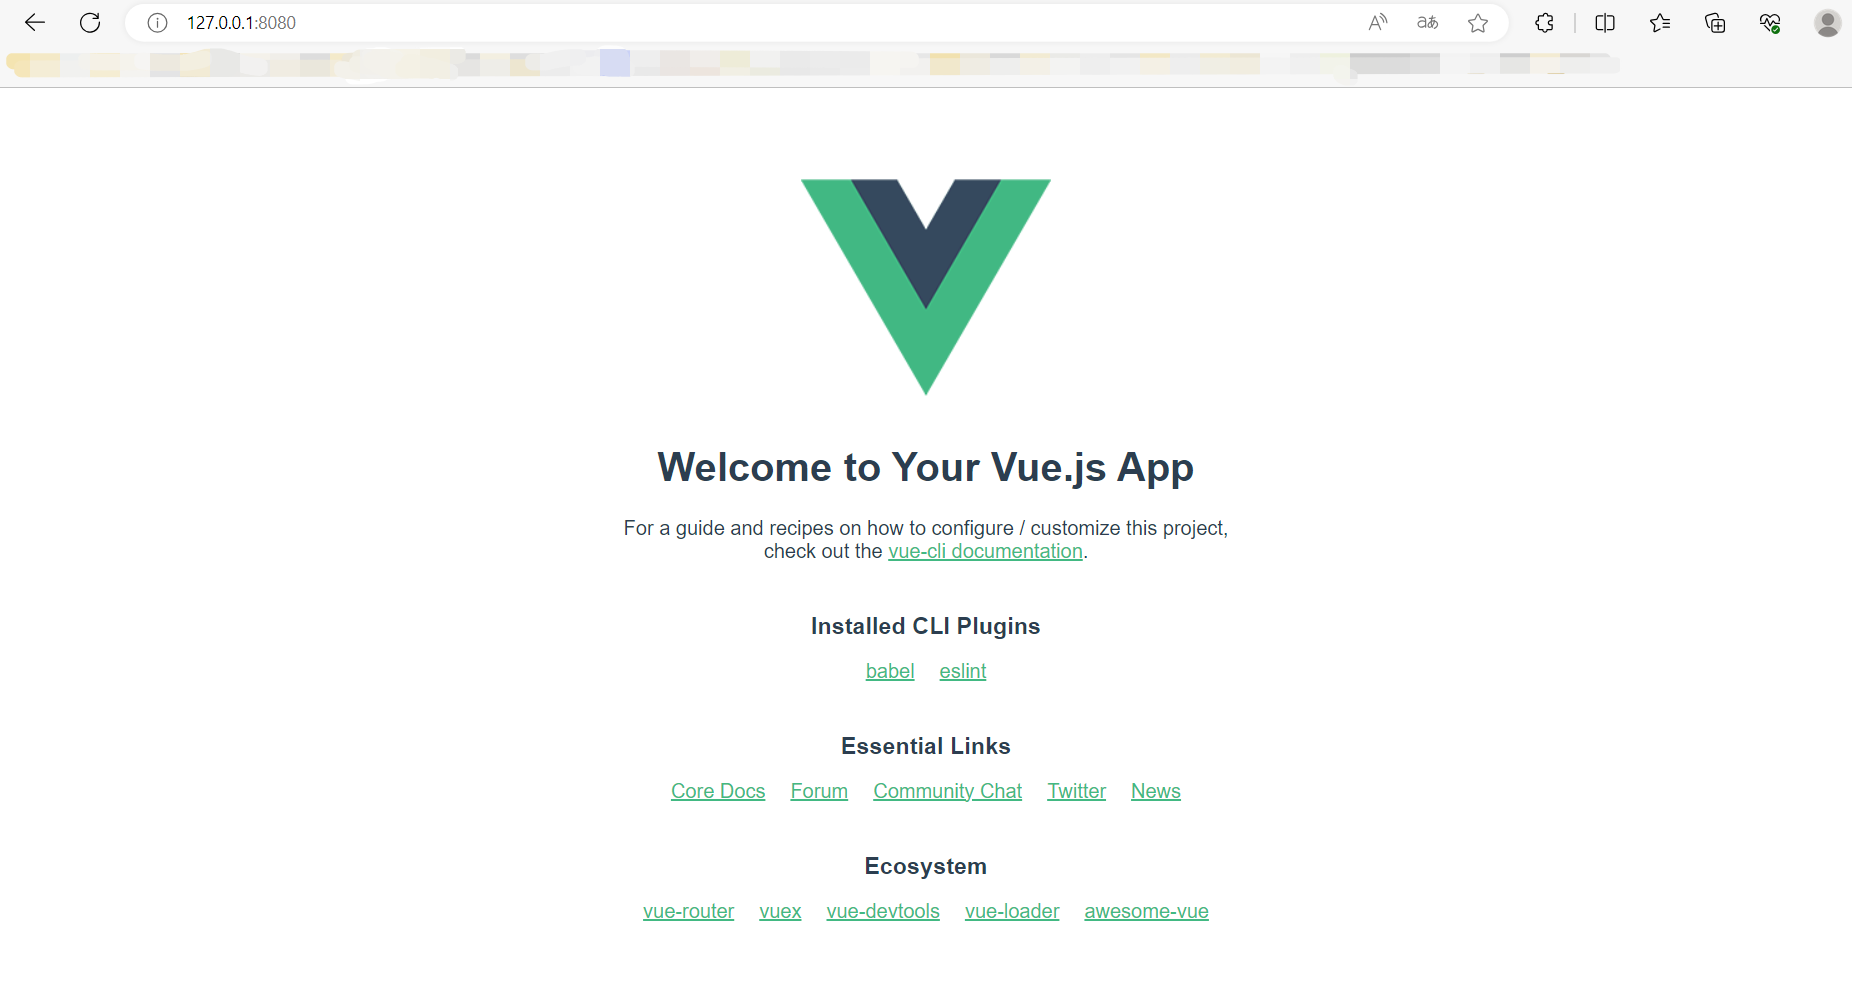 127.0.0.1:8080
Welcome to Your Vue.js App
For a guide and recipes on how to configure / customize this project,
check out the vue-cli documentation.
Installed CLI Plugins
babel eslint
Essential Links
Core Docs Forum Community Chat Twitter News
Ecosystem
vue-router vuex vue-devtools vue-loader awesome-vue